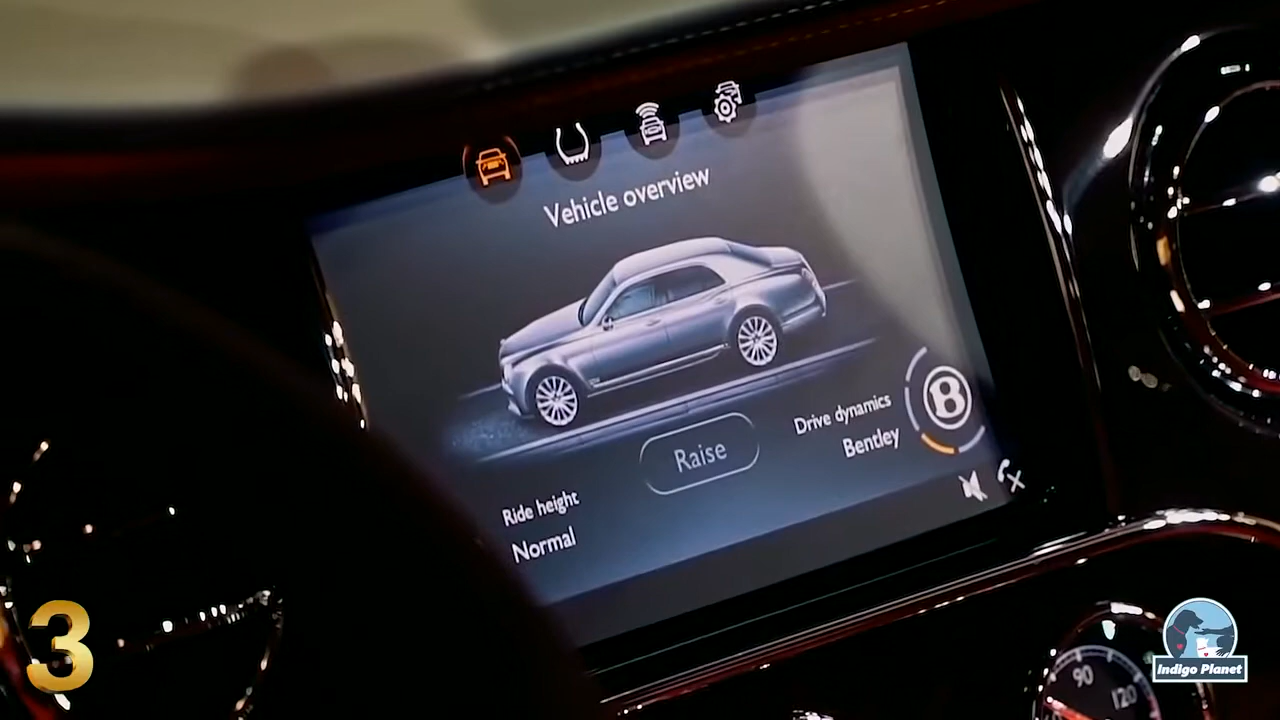 Vehicle overview
Raise
Drive dynamics
Bentley
B
Ride height
Normal
3
90
120
Indigo Planet